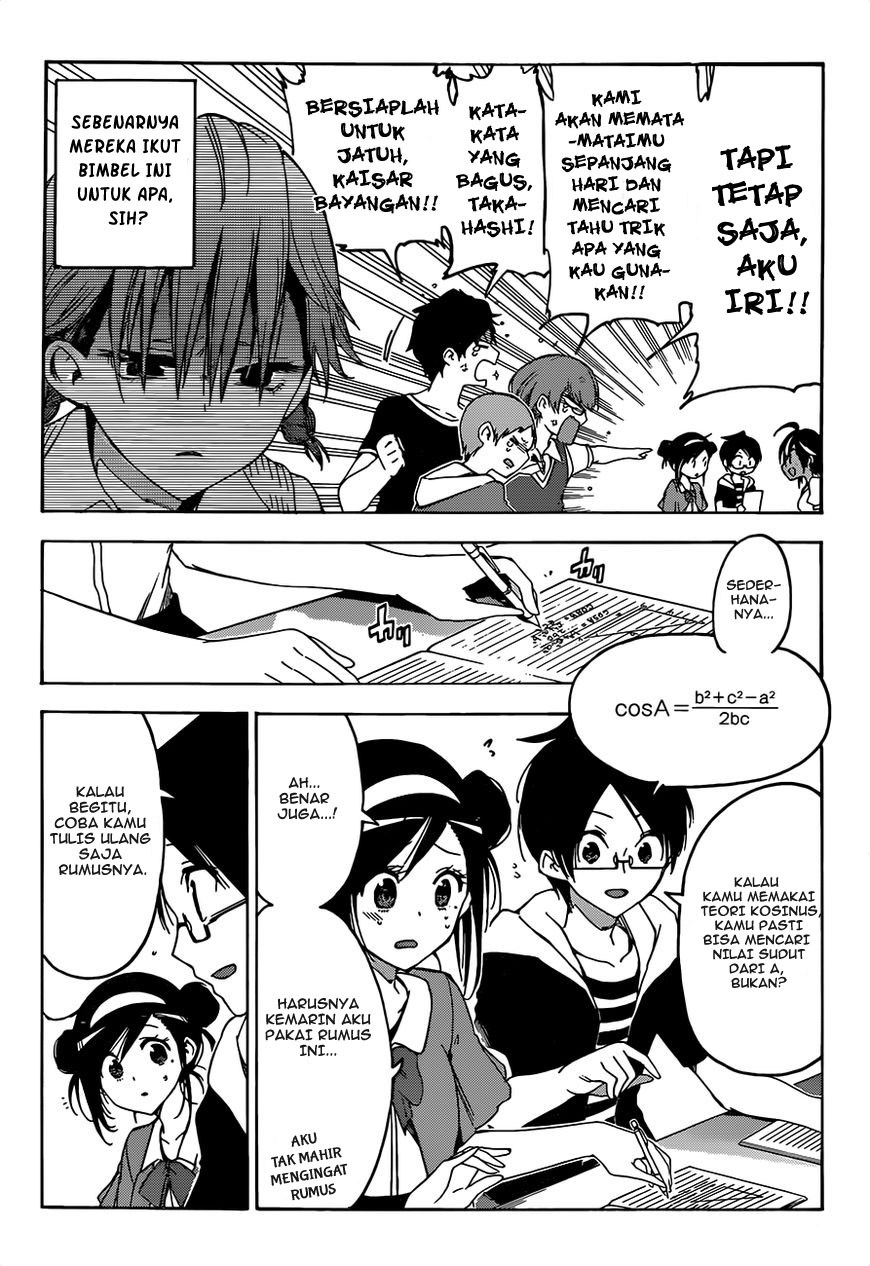 TAPI
TETAP
SAJA,
AKU
IRI!!
KAMI
AKAN MEMATA
-MATAIMU
SEPANJANG
HARI DAN
MENCARI
TAHU TRIK
APA YANG
KAU GUNA-
KAN!!
KATA-
KATA
YANG
BAGUS,
TAKA-
HASHI!
BERSIAPLAH
UNTUK
JATUH,
KAISAR
BAYANGAN!!
SEBENARNYA
MEREKA IKUT
BIMBEL INI
UNTUK APA,
SIH?
SEDER-
HANA-
NYA...
ガッ
ガッ
cosA = b²+c²−a² / 2bc
KALAU
KAMU MEMAKAI
TEORI KOSINUS,
KAMU PASTI
BISA MENCARI
NILAI SUDUT
DARI A,
BUKAN?
AH...
BENAR
JUGA...!
HARUSNYA
KEMARIN AKU
PAKAI RUMUS
INI...
AKU
TAK MAHIR
MENGINGAT
RUMUS
KALAU
BEGITU,
COBA KAMU
TULIS ULANG
SAJA
RUMUSNYA.